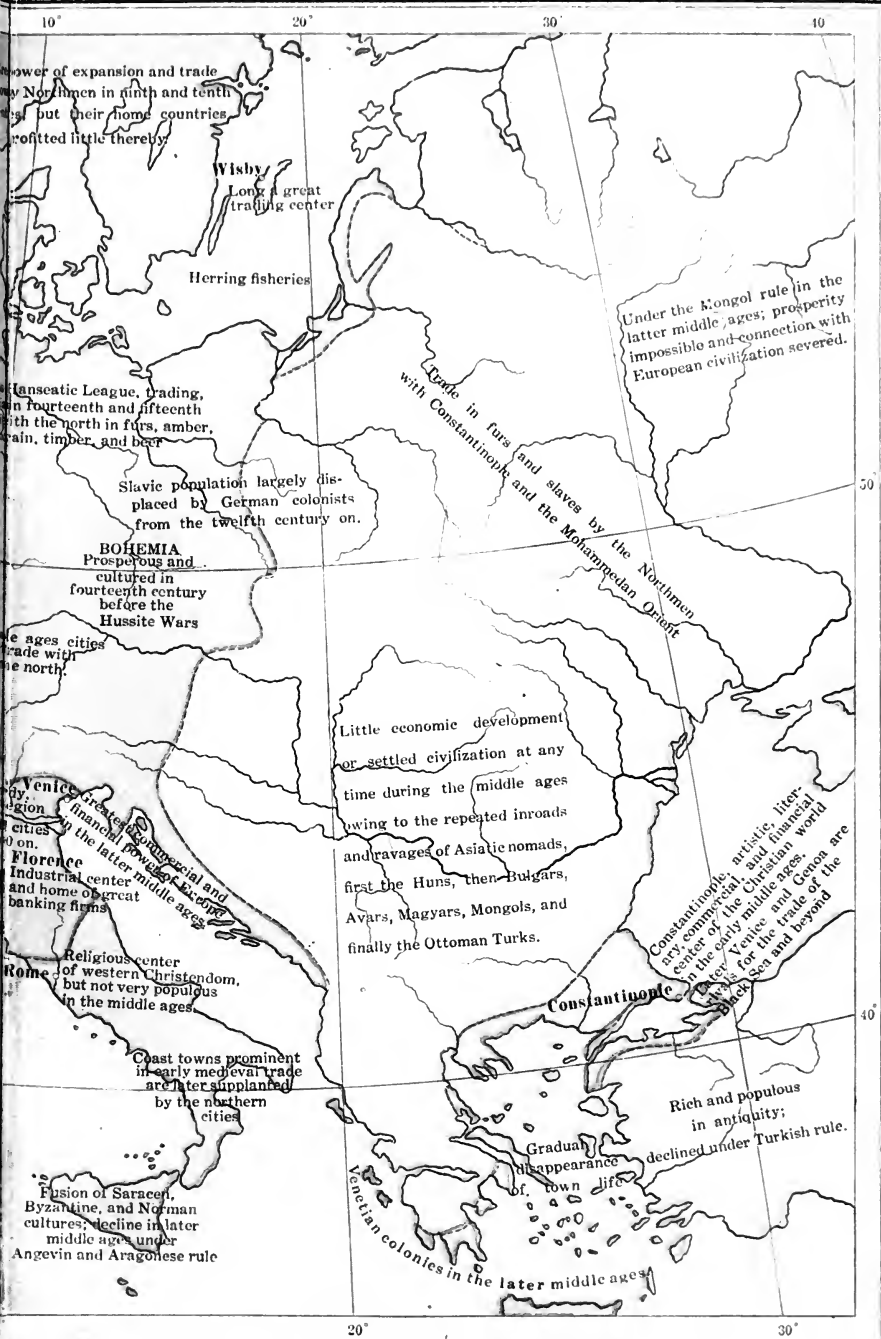 10°
20°
30°
40°
power of expansion and trade
by Northmen in ninth and tenth
but their home countries
profitted little thereby.
Wisby
Long a great
trading center
Herring fisheries
Under the Mongol rule in the
latter middle ages; prosperity
impossible and connection with
European civilization severed.
Hanseatic League, trading,
in fourteenth and fifteenth
with the north in furs, amber,
grain, timber, and beer
Trade in furs and slaves by the Northmen
with Constantinople and the Mohammedan Orient
50°
Slavic population largely dis-
placed by German colonists
from the twelfth century on.
BOHEMIA
Prosperous and
cultured in
fourteenth century
before the
Hussite Wars
ages cities
trade with
north.
Little economic development
or settled civilization at any
time during the middle ages
owing to the repeated inroads
and ravages of Asiatic nomads,
first the Huns, then Bulgars,
Avars, Magyars, Mongols, and
finally the Ottoman Turks.
Venice
Greatest commercial and
financial power of Europe
in the latter middle ages
region
cities
on.
Florence
Industrial center
and home of great
banking firms
Constantinople, artistic, liter-
ary, commercial, and financial
center of the Christian world
in the early middle ages.
Later Venice and Genoa are
rivals for the trade of the
Black Sea and beyond
Rome
Religious center
of western Christendom,
but not very populous
in the middle ages
Constantinople
40°
Coast towns prominent
in early medieval trade
are later supplanted
by the northern
cities
Rich and populous
in antiquity;
declined under Turkish rule.
Gradual
disappearance
of town life
Fusion of Saracen,
Byzantine, and Norman
cultures; decline in later
middle ages under
Angevin and Aragonese rule
Venetian colonies in the later middle ages
20°
30°